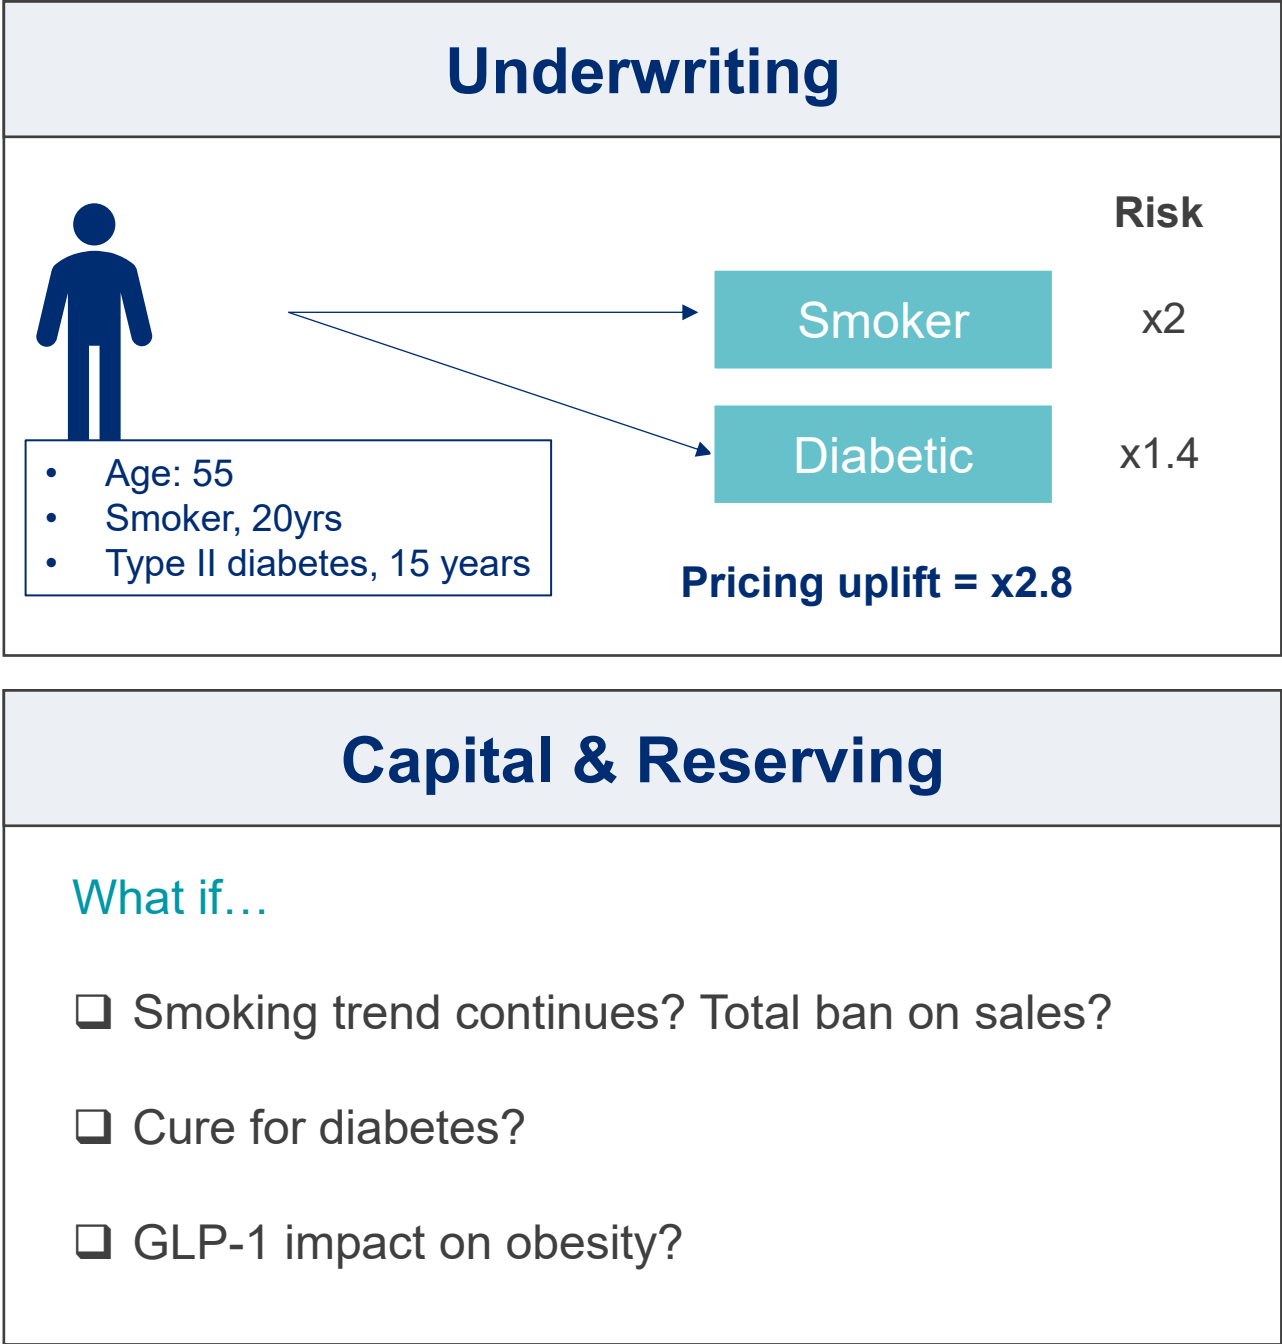 Underwriting
Risk
Smoker
x2
Diabetic
x1.4
• Age: 55
• Smoker, 20yrs
• Type II diabetes, 15 years
Pricing uplift = x2.8
Capital & Reserving
What if…
❑ Smoking trend continues? Total ban on sales?
❑ Cure for diabetes?
❑ GLP-1 impact on obesity?